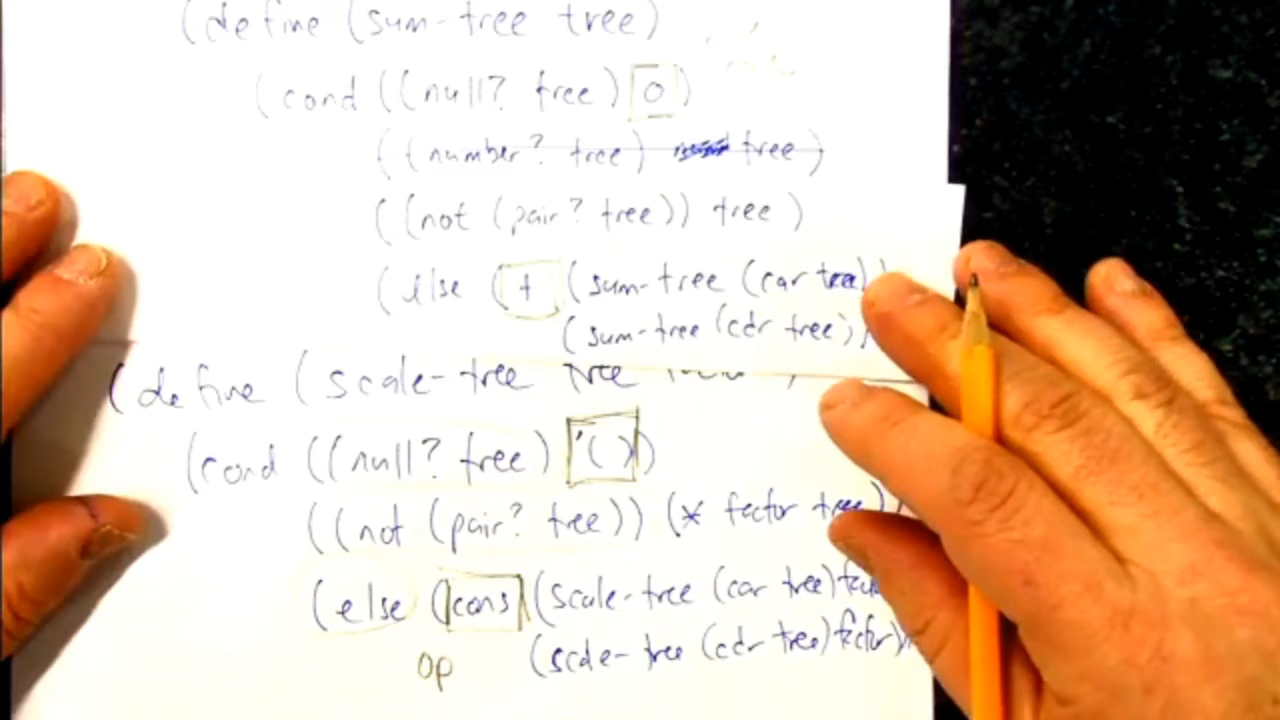 (define (sum-tree tree)
(cond ((null? tree) 0)
((number? tree) tree)
((not (pair? tree)) tree )
(else (+ (sum-tree (car tree)
(sum-tree (cdr tree))
(define (scale-tree tree
(cond ((null? tree) '())
((not (pair? tree)) (* factor tree))
(else (cons (scale-tree (car tree)
(scale-tree (cdr tree) factor)
op